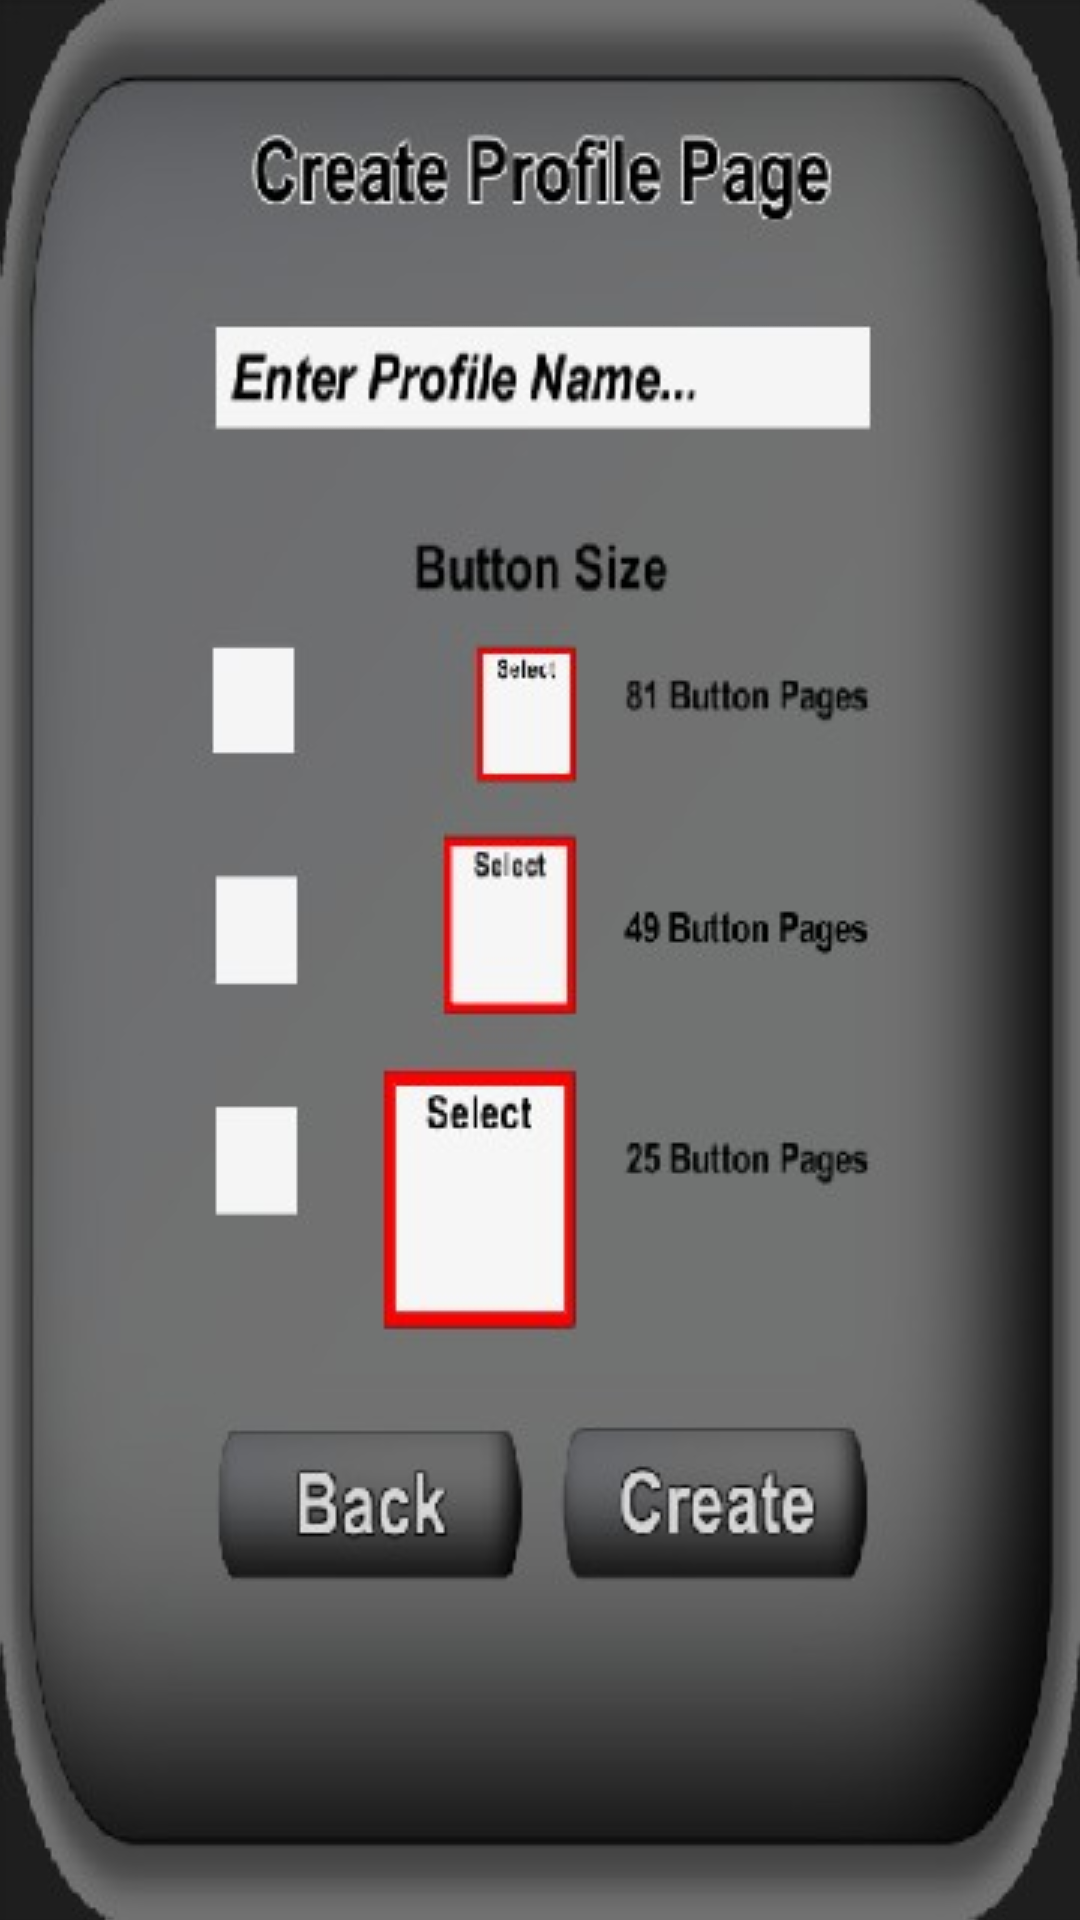 Create Profile Page
Enter Profile Name...
Button Size
Select
81 Button Pages
Select
49 Button Pages
Select
25 Button Pages
Back
Create